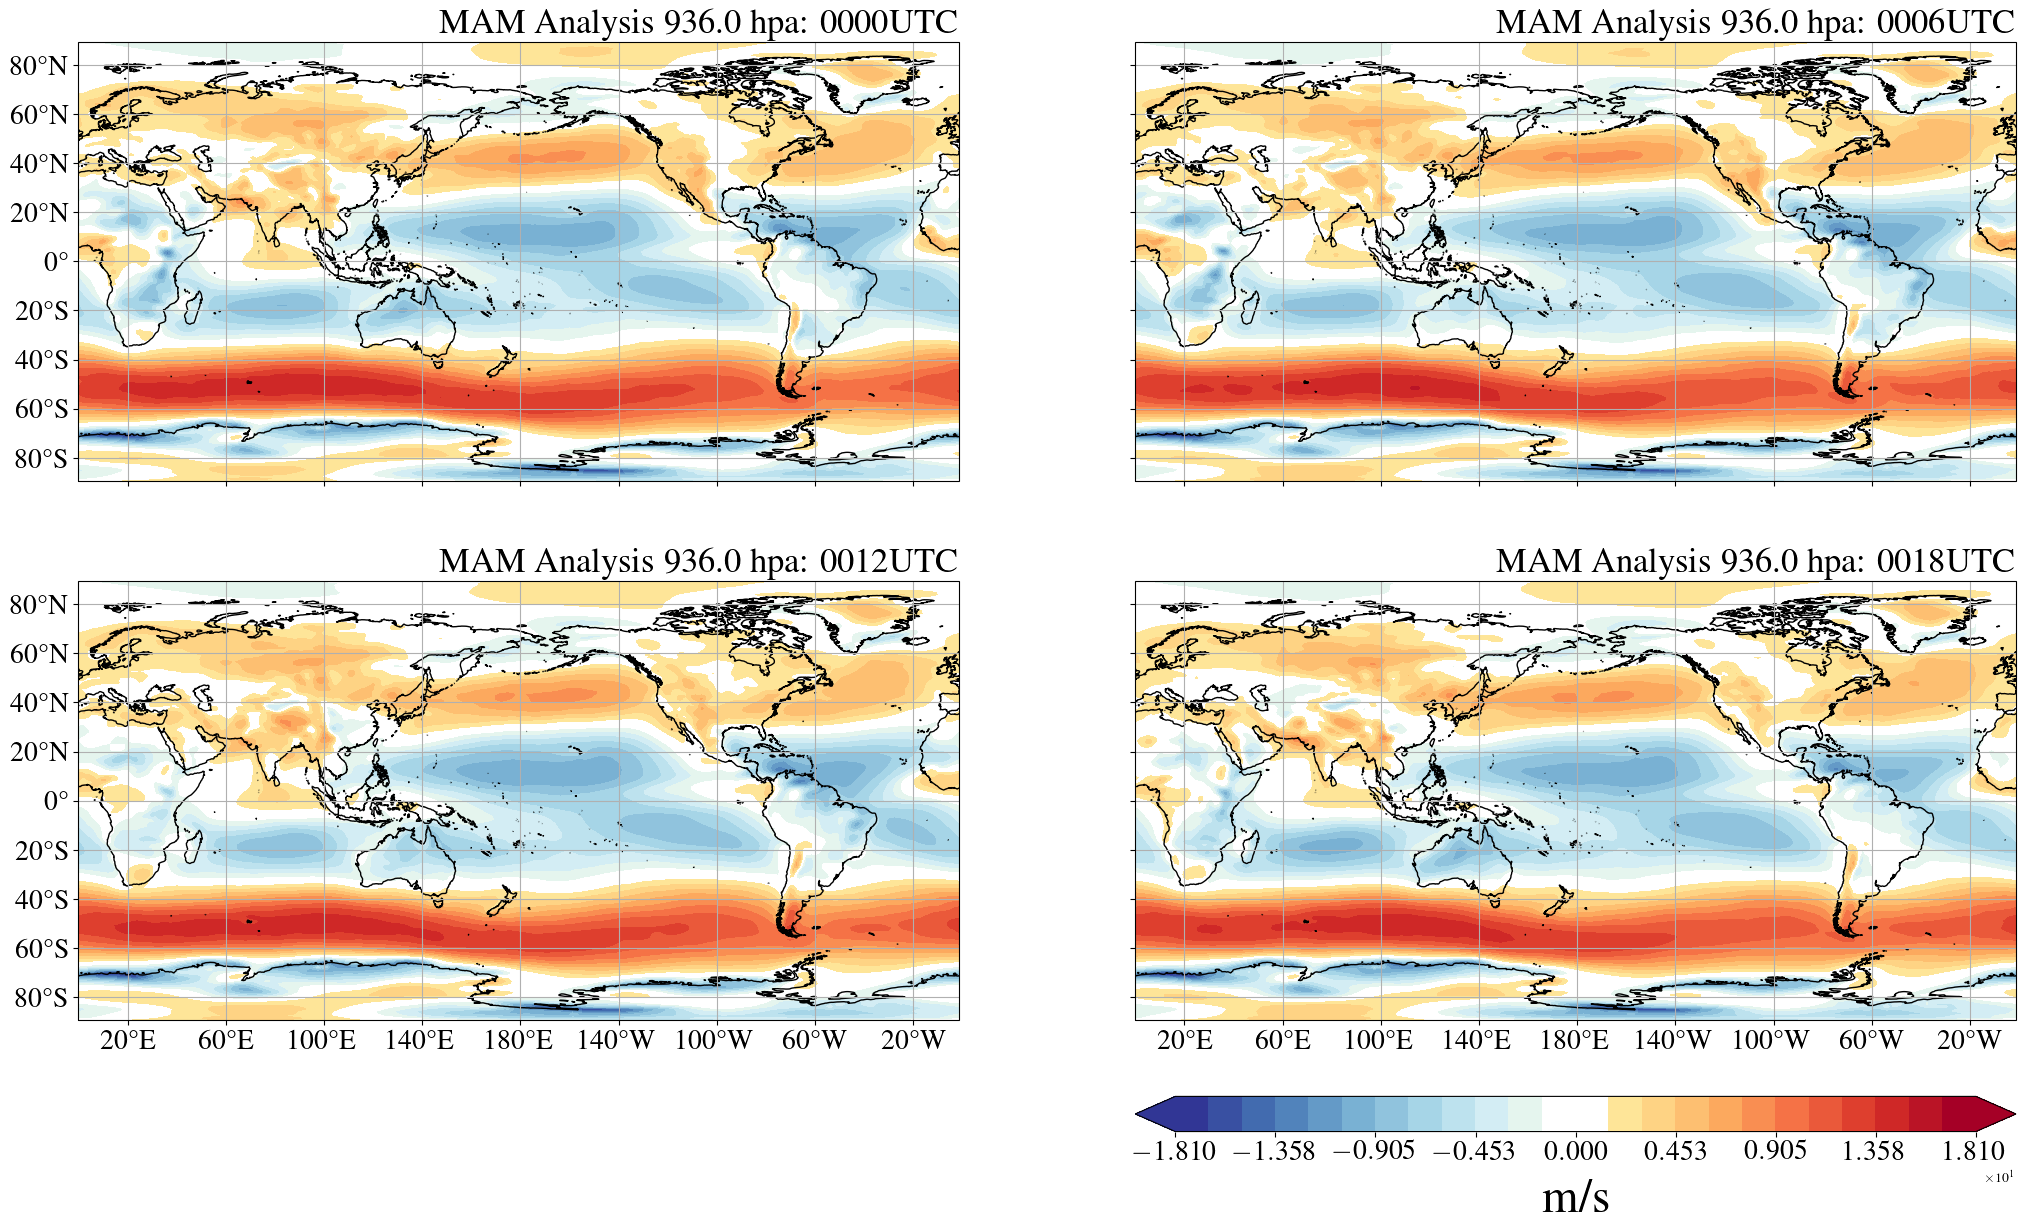 MAM Analysis 936.0 hpa: 0000UTC
MAM Analysis 936.0 hpa: 0006UTC
80°N
60°N
40°N
20°N
0°
20°S
40°S
60°S
80°S
MAM Analysis 936.0 hpa: 0012UTC
MAM Analysis 936.0 hpa: 0018UTC
80°N
60°N
40°N
20°N
0°
20°S
40°S
60°S
80°S
20°E 60°E 100°E 140°E 180°E 140°W 100°W 60°W 20°W
20°E 60°E 100°E 140°E 180°E 140°W 100°W 60°W 20°W
−1.810 −1.358 −0.905 −0.453 0.000 0.453 0.905 1.358 1.810
×10¹
m/s